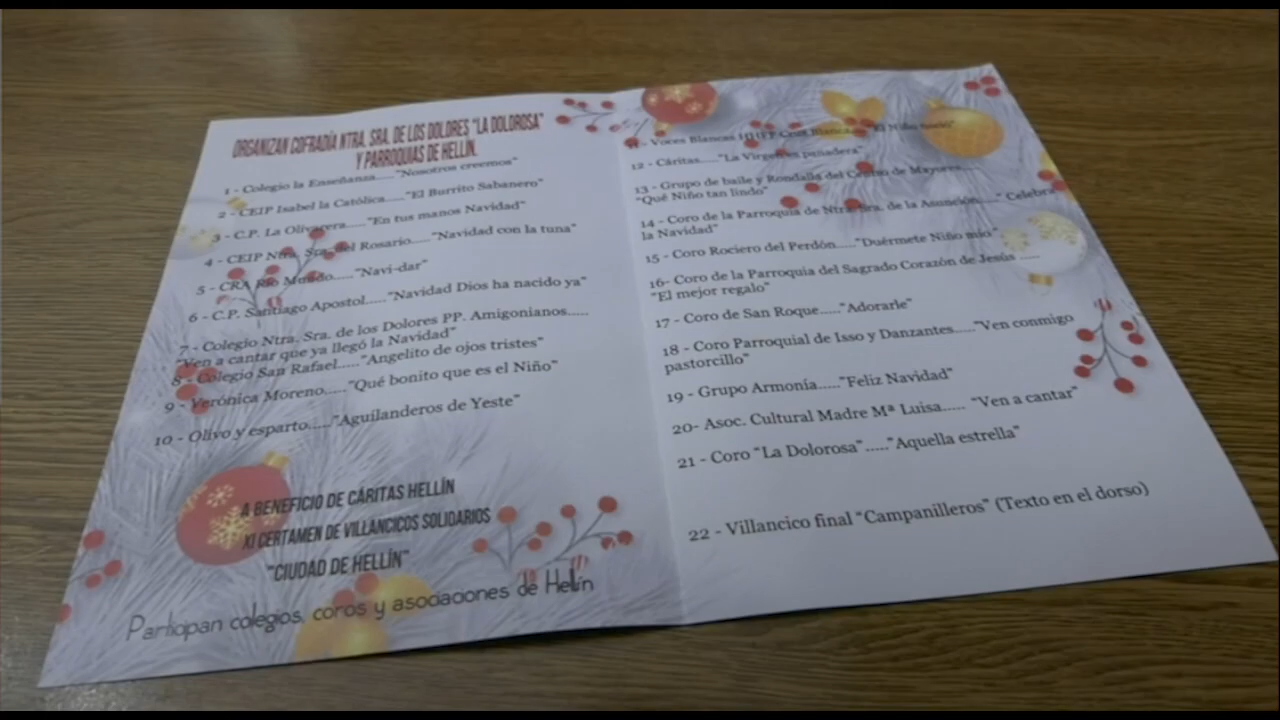 ORGANIZAN COFRADÍA NTRA. SRA. DE LOS DOLORES "LA DOLOROSA"
Y PARROQUIAS DE HELLÍN.
1 - Colegio la Enseñanza....."Nosotros creemos"
2 - CEIP Isabel la Católica....."El Burrito Sabanero"
3 - C.P. La Olivarera....."En tus manos Navidad"
4 - CEIP Ntra. Sra. del Rosario....."Navidad con la tuna"
5 - CRA Río Mundo....."Navi-dar"
6 - C.P. Santiago Apostol....."Navidad Dios ha nacido ya"
7 - Colegio Ntra. Sra. de los Dolores PP. Amigonianos.....
"Ven a cantar que ya llegó la Navidad"
8 - Colegio San Rafael....."Angelito de ojos tristes"
9 - Verónica Moreno....."Qué bonito que es el Niño"
10 - Olivo y esparto....."Aguilanderos de Yeste"
A BENEFICIO DE CÁRITAS HELLÍN
XI CERTAMEN DE VILLANCICOS SOLIDARIOS
"CIUDAD DE HELLÍN"
Participan colegios, coros y asociaciones de Hellín
11 - Voces Blancas Cruz Blanca....."El Niño
12 - Cáritas....."La Virgen es panadera"
13 - Grupo de baile y Rondalla del Centro de Mayores.....
"Qué Niño tan lindo"
14 - Coro de la Parroquia de Ntra. Sra. de la Asunción....." Celebra
la Navidad"
15 - Coro Rociero del Perdón....."Duérmete Niño mío"
16- Coro de la Parroquia del Sagrado Corazón de Jesús .....
"El mejor regalo"
17 - Coro de San Roque....."Adorarle"
18 - Coro Parroquial de Isso y Danzantes....."Ven conmigo
pastorcillo"
19 - Grupo Armonía....."Feliz Navidad"
20- Asoc. Cultural Madre Mª Luisa..... "Ven a cantar"
21 - Coro "La Dolorosa"....."Aquella estrella"
22 - Villancico final "Campanilleros" (Texto en el dorso)